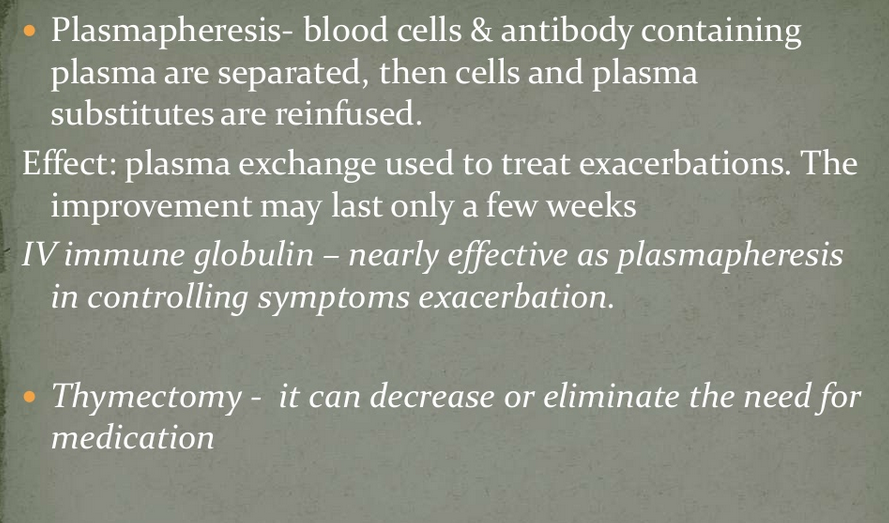 • Plasmapheresis- blood cells & antibody containing
plasma are separated, then cells and plasma
substitutes are reinfused.
Effect: plasma exchange used to treat exacerbations. The
improvement may last only a few weeks
IV immune globulin – nearly effective as plasmapheresis
in controlling symptoms exacerbation.
• Thymectomy - it can decrease or eliminate the need for
medication